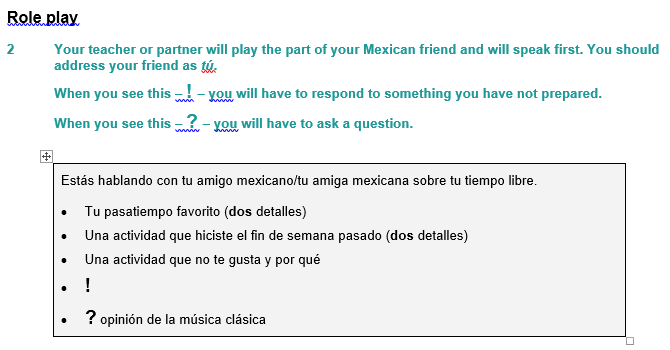 Role play
2 Your teacher or partner will play the part of your Mexican friend and will speak first. You should
address your friend as tú.
When you see this – ! – you will have to respond to something you have not prepared.
When you see this – ? – you will have to ask a question.
Estás hablando con tu amigo mexicano/tu amiga mexicana sobre tu tiempo libre.
• Tu pasatiempo favorito (dos detalles)
• Una actividad que hiciste el fin de semana pasado (dos detalles)
• Una actividad que no te gusta y por qué
• !
• ? opinión de la música clásica